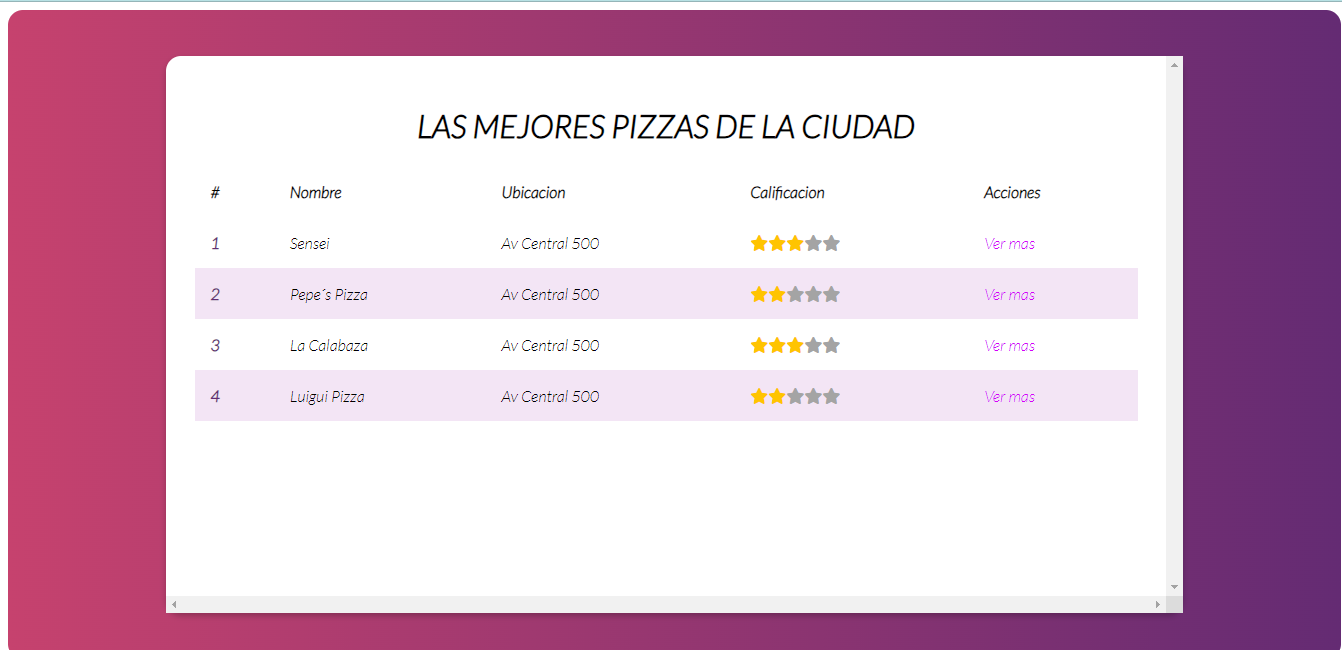 LAS MEJORES PIZZAS DE LA CIUDAD
# Nombre Ubicacion Calificacion Acciones
1 Sensei Av Central 500 Ver mas
2 Pepe´s Pizza Av Central 500 Ver mas
3 La Calabaza Av Central 500 Ver mas
4 Luigui Pizza Av Central 500 Ver mas